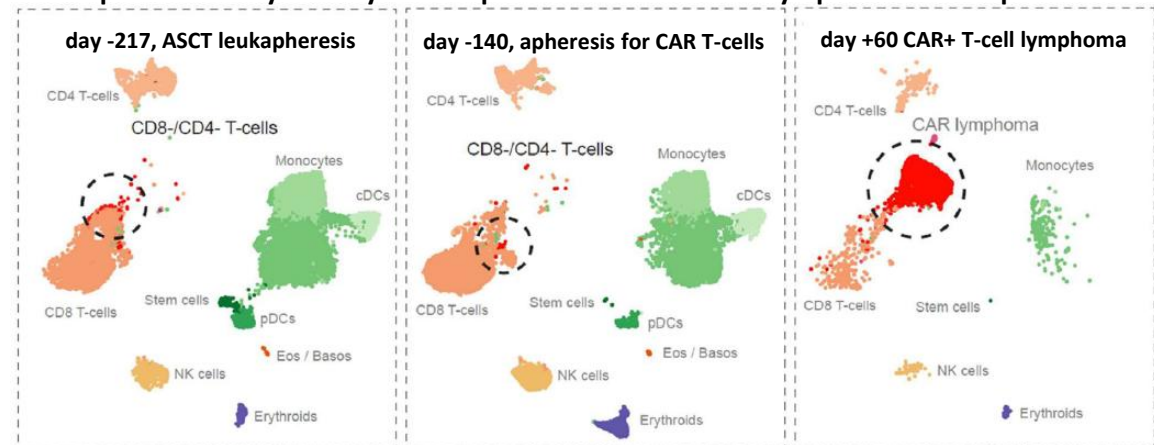 day -217, ASCT leukapheresis
CD4 T-cells
CD8-/CD4- T-cells
Monocytes
cDCs
CD8 T-cells
Stem cells
pDCs
Eos / Basos
NK cells
Erythroids
day -140, apheresis for CAR T-cells
CD4 T-cells
CD8-/CD4- T-cells
Monocytes
cDCs
CD8 T-cells
Stem cells
pDCs
Eos / Basos
NK cells
Erythroids
day +60 CAR+ T-cell lymphoma
CD4 T-cells
CAR lymphoma
Monocytes
CD8 T-cells
Stem cells
NK cells
Erythroids